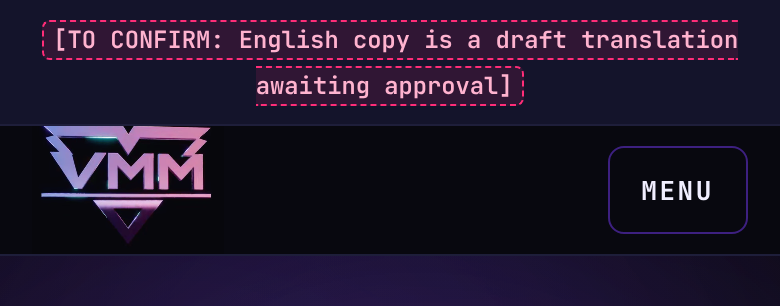 [TO CONFIRM: English copy is a draft translation
awaiting approval]
VMM
MENU